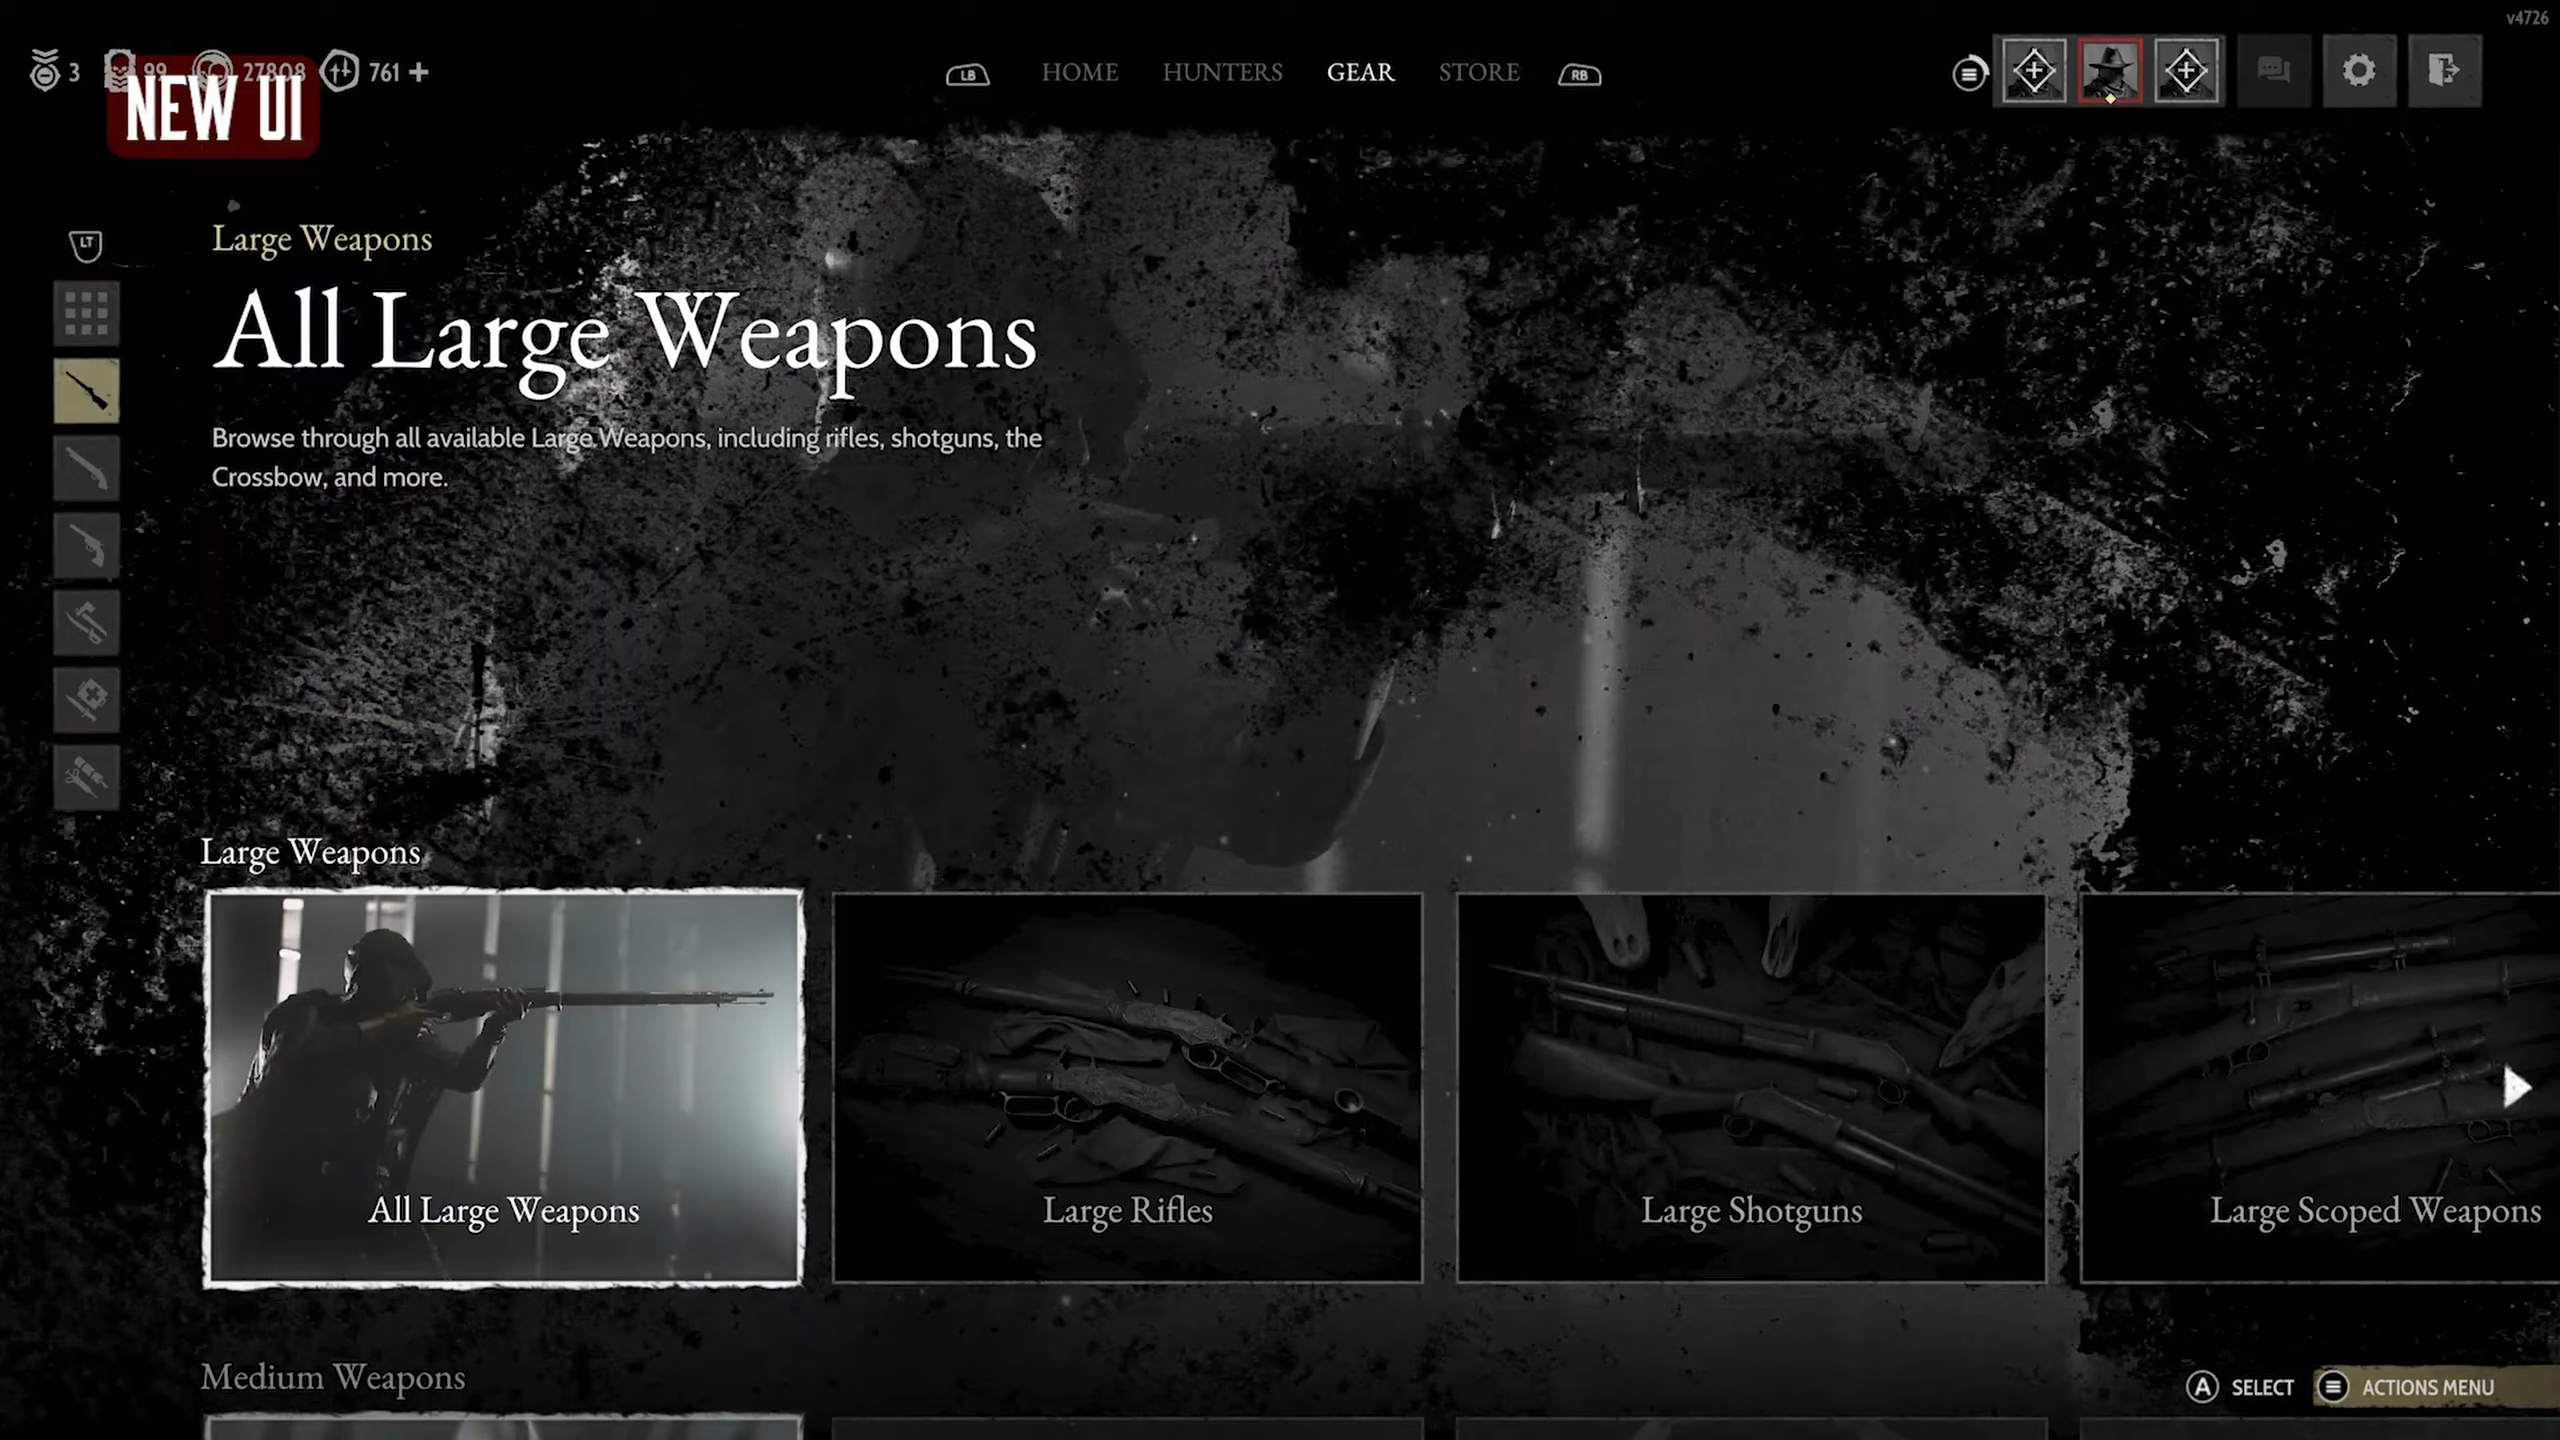 v4726
3 99 27808 761 +
NEW UI
LB HOME HUNTERS GEAR STORE RB
LT
Large Weapons
All Large Weapons
Browse through all available Large Weapons, including rifles, shotguns, the
Crossbow, and more.
Large Weapons
All Large Weapons
Large Rifles
Large Shotguns
Large Scoped Weapons
Medium Weapons
A SELECT
ACTIONS MENU